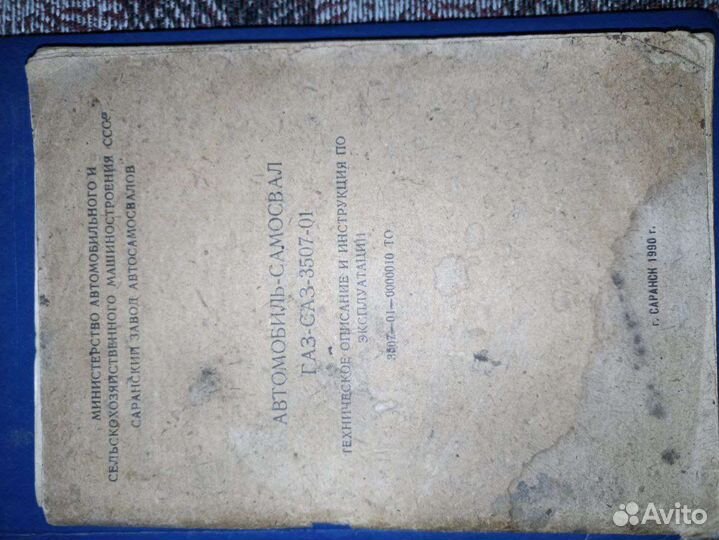 МИНИСТЕРСТВО АВТОМОБИЛЬНОГО И
СЕЛЬСКОХОЗЯЙСТВЕННОГО МАШИНОСТРОЕНИЯ СССР
САРАНСКИЙ ЗАВОД АВТОСАМОСВАЛОВ
АВТОМОБИЛЬ-САМОСВАЛ
ГАЗ-САЗ-3507-01
ТЕХНИЧЕСКОЕ ОПИСАНИЕ И ИНСТРУКЦИЯ ПО
ЭКСПЛУАТАЦИИ
3507—01—0000010 ТО
г. САРАНСК 1990 г.
Avito